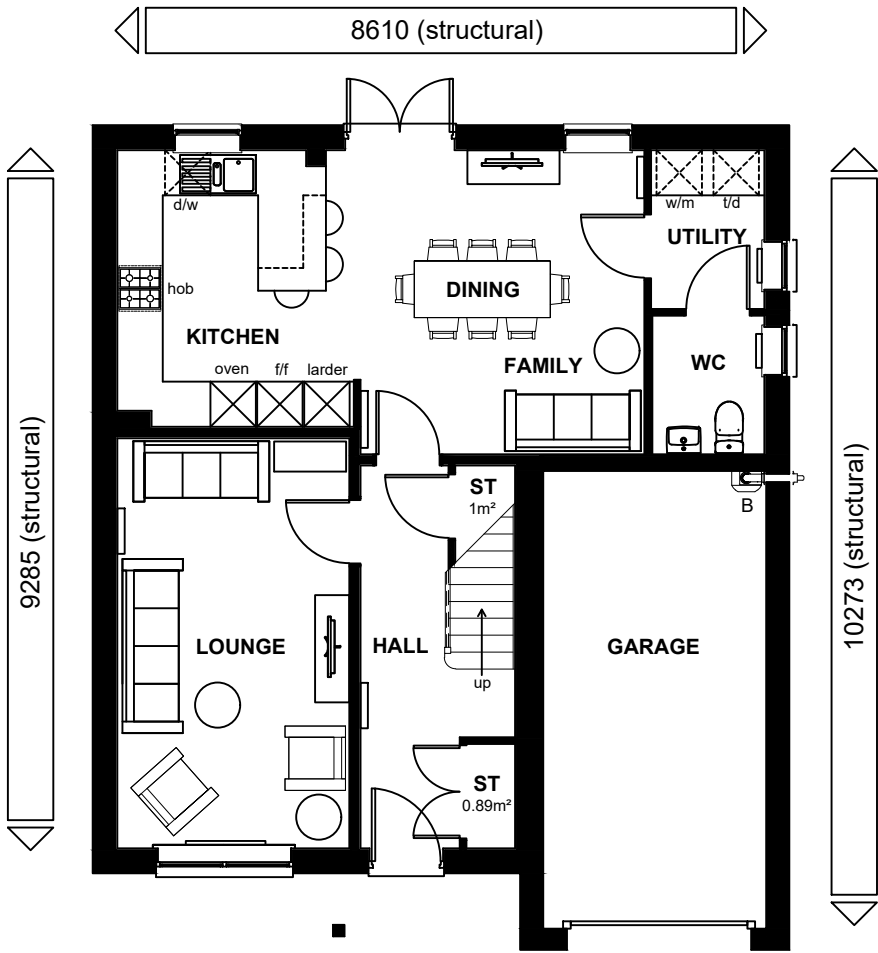 8610 (structural)
d/w
w/m
t/d
UTILITY
hob
DINING
KITCHEN
oven
f/f
larder
FAMILY
WC
9285 (structural)
10273 (structural)
ST
1m²
B
LOUNGE
HALL
GARAGE
up
ST
0.89m²